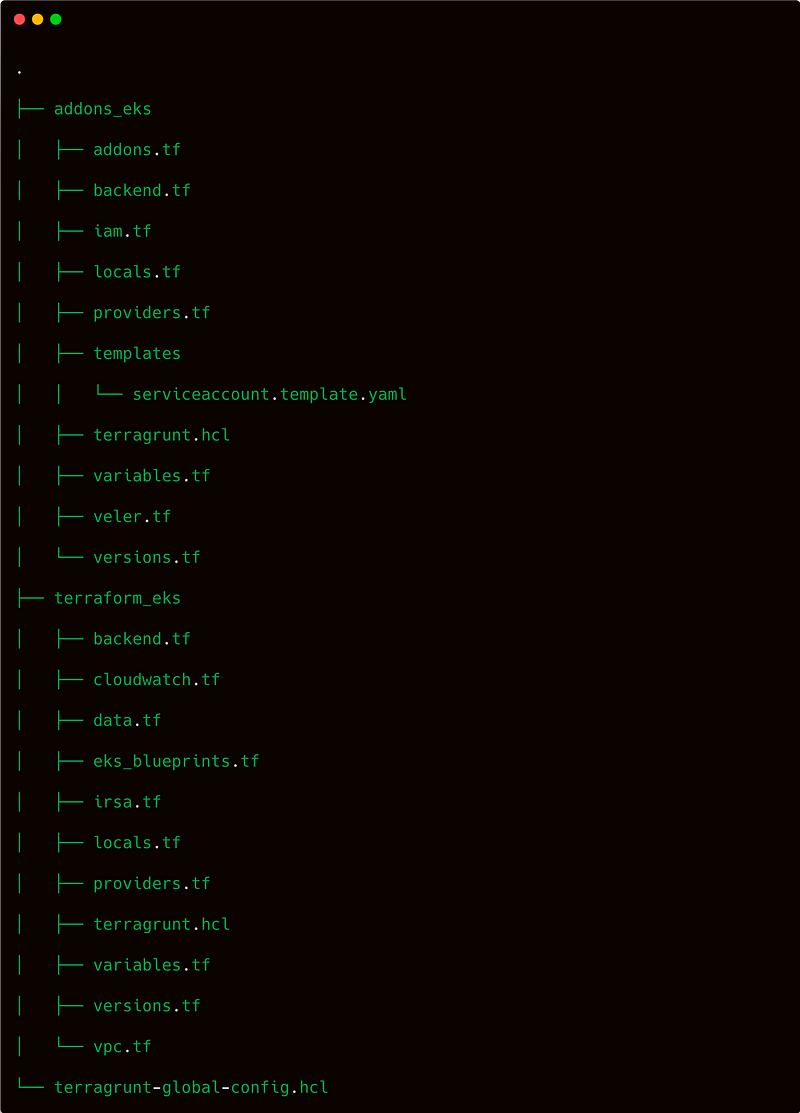 .
├── addons_eks
│   ├── addons.tf
│   ├── backend.tf
│   ├── iam.tf
│   ├── locals.tf
│   ├── providers.tf
│   ├── templates
│   │   └── serviceaccount.template.yaml
│   ├── terragrunt.hcl
│   ├── variables.tf
│   ├── veler.tf
│   └── versions.tf
├── terraform_eks
│   ├── backend.tf
│   ├── cloudwatch.tf
│   ├── data.tf
│   ├── eks_blueprints.tf
│   ├── irsa.tf
│   ├── locals.tf
│   ├── providers.tf
│   ├── terragrunt.hcl
│   ├── variables.tf
│   ├── versions.tf
│   └── vpc.tf
└── terragrunt-global-config.hcl